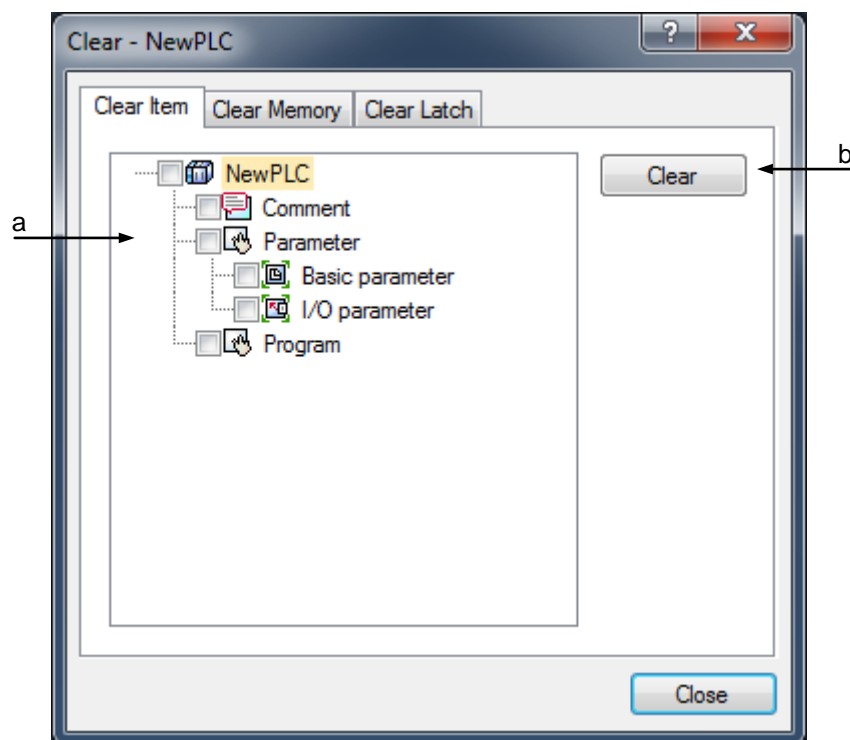 Clear - NewPLC
?
X
Clear Item
Clear Memory
Clear Latch
NewPLC
Clear
b
Comment
a
Parameter
Basic parameter
I/O parameter
Program
Close